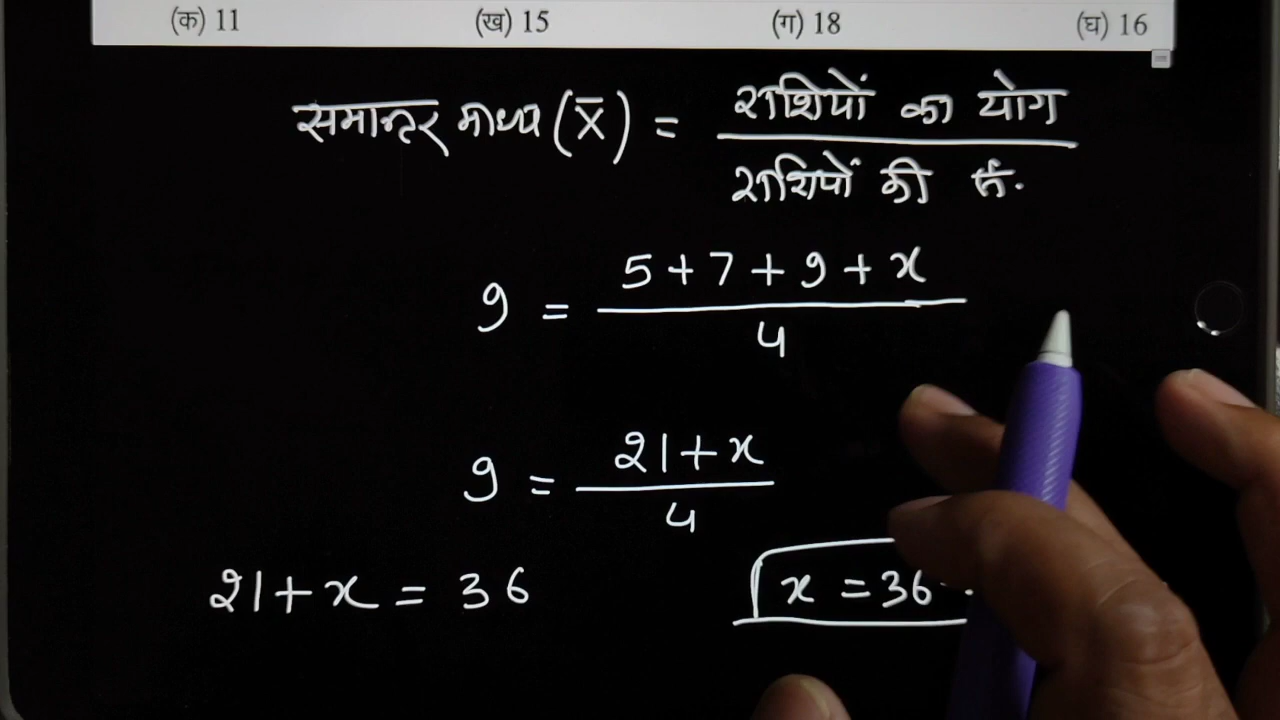 (क) 11 (ख) 15 (ग) 18 (घ) 16
समान्तर माध्य (x̄) = राशियों का योग
राशियों की सं.
9 = 5+7+9+x
4
9 = 21+x
4
21+x = 36 x = 36